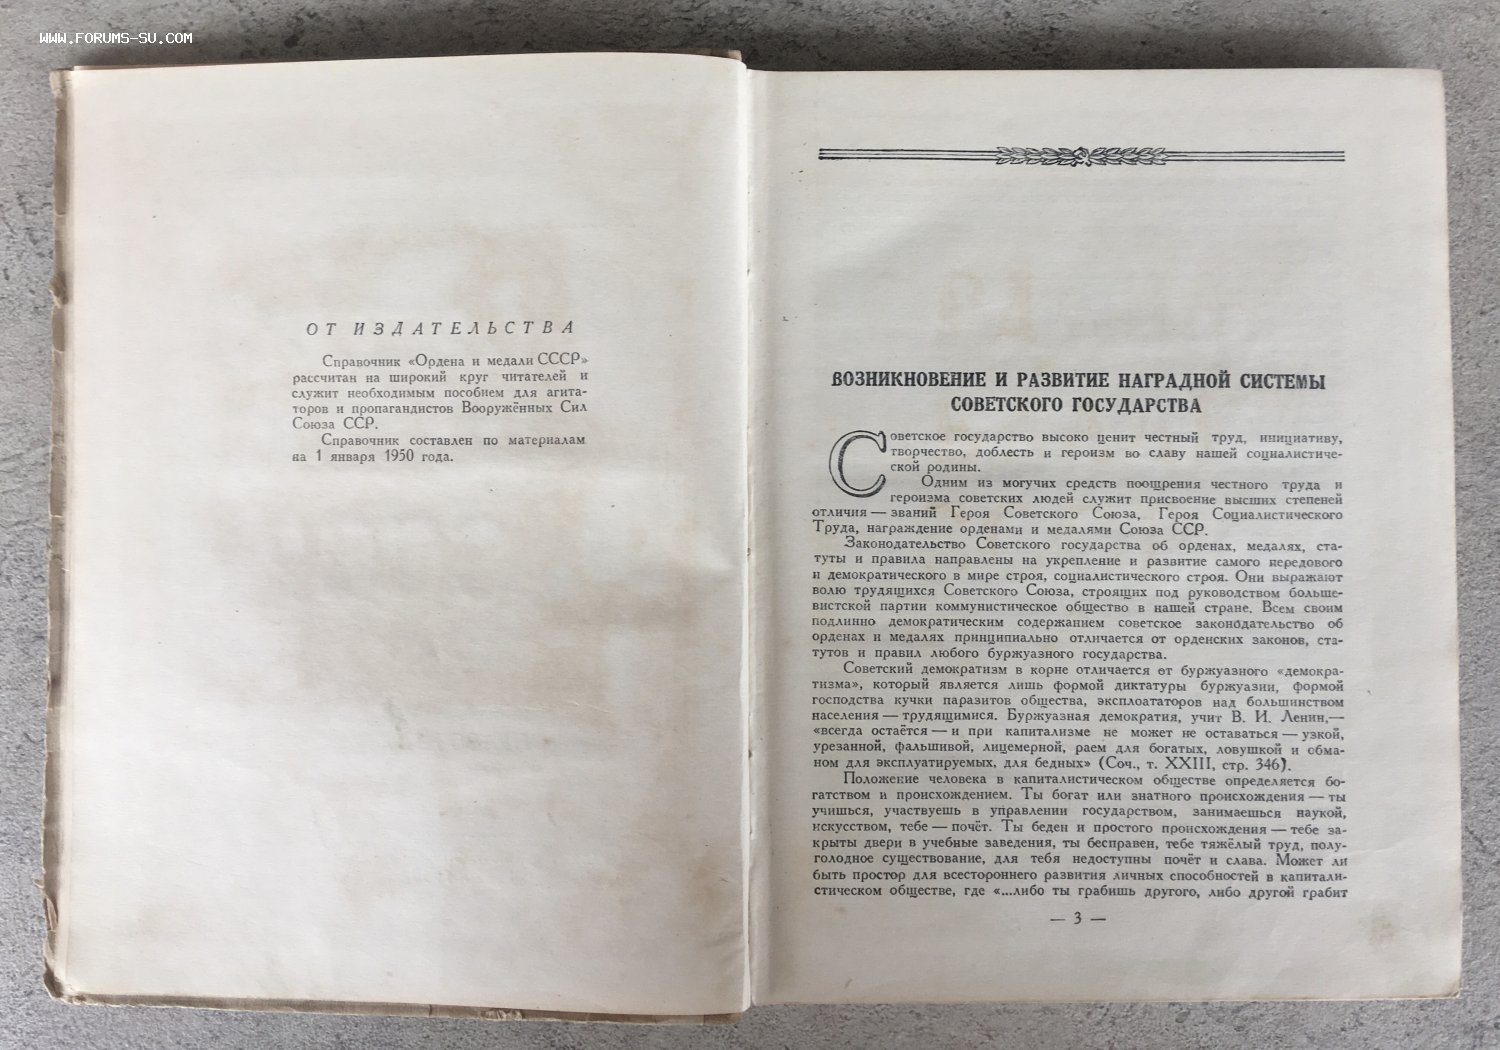 WWW.FORUMS-SU.COM
ОТ ИЗДАТЕЛЬСТВА
Справочник «Ордена и медали СССР»
рассчитан на широкий круг читателей и
служит необходимым пособием для агита-
торов и пропагандистов Вооружённых Сил
Союза ССР.
Справочник составлен по материалам
на 1 января 1950 года.
ВОЗНИКНОВЕНИЕ И РАЗВИТИЕ НАГРАДНОЙ СИСТЕМЫ
СОВЕТСКОГО ГОСУДАРСТВА
Советское государство высоко ценит честный труд, инициативу,
творчество, доблесть и героизм во славу нашей социалистиче-
ской родины.
Одним из могучих средств поощрения честного труда и
героизма советских людей служит присвоение высших степеней
отличия — званий Героя Советского Союза, Героя Социалистического
Труда, награждение орденами и медалями Союза ССР.
Законодательство Советского государства об орденах, медалях, ста-
туты и правила направлены на укрепление и развитие самого передового
и демократического в мире строя, социалистического строя. Они выражают
волю трудящихся Советского Союза, строящих под руководством больше-
вистской партии коммунистическое общество в нашей стране. Всем своим
подлинно демократическим содержанием советское законодательство об
орденах и медалях принципиально отличается от орденских законов, ста-
тутов и правил любого буржуазного государства.
Советский демократизм в корне отличается от буржуазного «демокра-
тизма», который является лишь формой диктатуры буржуазии, формой
господства кучки паразитов общества, эксплоататоров над большинством
населения — трудящимися. Буржуазная демократия, учит В. И. Ленин,—
«всегда остаётся — и при капитализме не может не оставаться — узкой,
урезанной, фальшивой, лицемерной, раем для богатых, ловушкой и обма-
ном для эксплуатируемых, для бедных» (Соч., т. XXIII, стр. 346).
Положение человека в капиталистическом обществе определяется бо-
гатством и происхождением. Ты богат или знатного происхождения — ты
учишься, участвуешь в управлении государством, занимаешься наукой,
искусством, тебе — почёт. Ты беден и простого происхождения — тебе за-
крыты двери в учебные заведения, ты бесправен, тебе тяжёлый труд, полу-
голодное существование, для тебя недоступны почёт и слава. Может ли
быть простор для всестороннего развития личных способностей в капитали-
стическом обществе, где «...либо ты грабишь другого, либо другой грабит
— 3 —